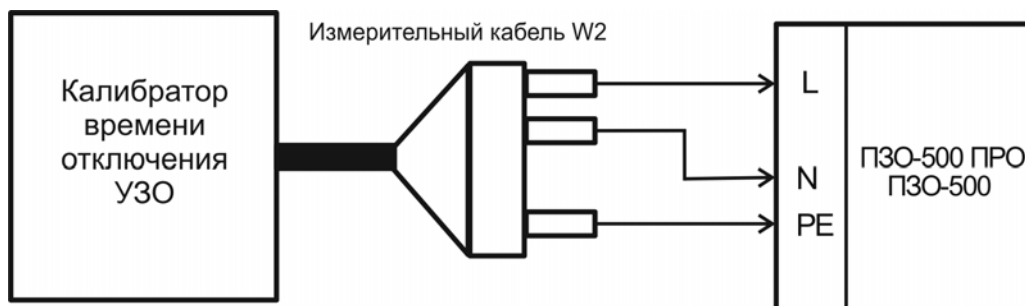 Измерительный кабель W2
Калибратор
времени
отключения
УЗО
L
N
PE
ПЗО-500 ПРО
ПЗО-500